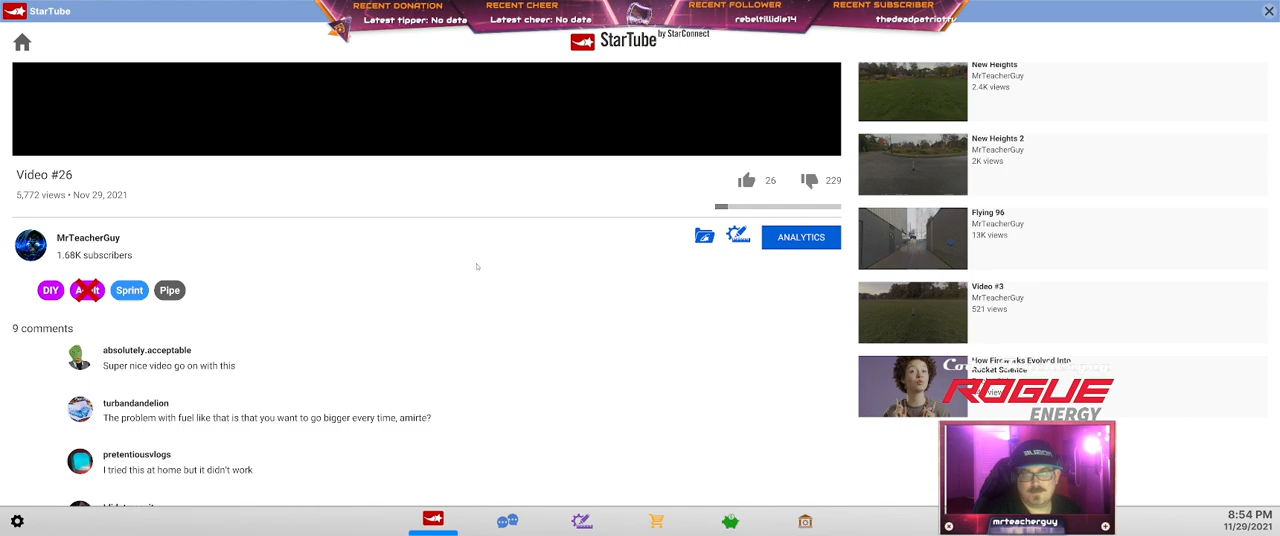 StarTube
RECENT DONATION
Latest tipper: No data
RECENT CHEER
Latest cheer: No data
RECENT FOLLOWER
rebeltillidie14
RECENT SUBSCRIBER
thedeadpatriottv
StarTube by StarConnect
Video #26
5,772 views • Nov 29, 2021
26
229
MrTeacherGuy
1.68K subscribers
ANALYTICS
DIY
Sprint
Pipe
9 comments
absolutely.acceptable
Super nice video go on with this
turbandandelion
The problem with fuel like that is that you want to go bigger every time, amirte?
pretentiousvlogs
I tried this at home but it didn't work
New Heights
MrTeacherGuy
2.4K views
New Heights 2
MrTeacherGuy
2K views
Flying 96
MrTeacherGuy
13K views
Video #3
MrTeacherGuy
521 views
Evolved Into
Rocket Science
ROGUE
ENERGY
mrteacherguy
8:54 PM
11/29/2021